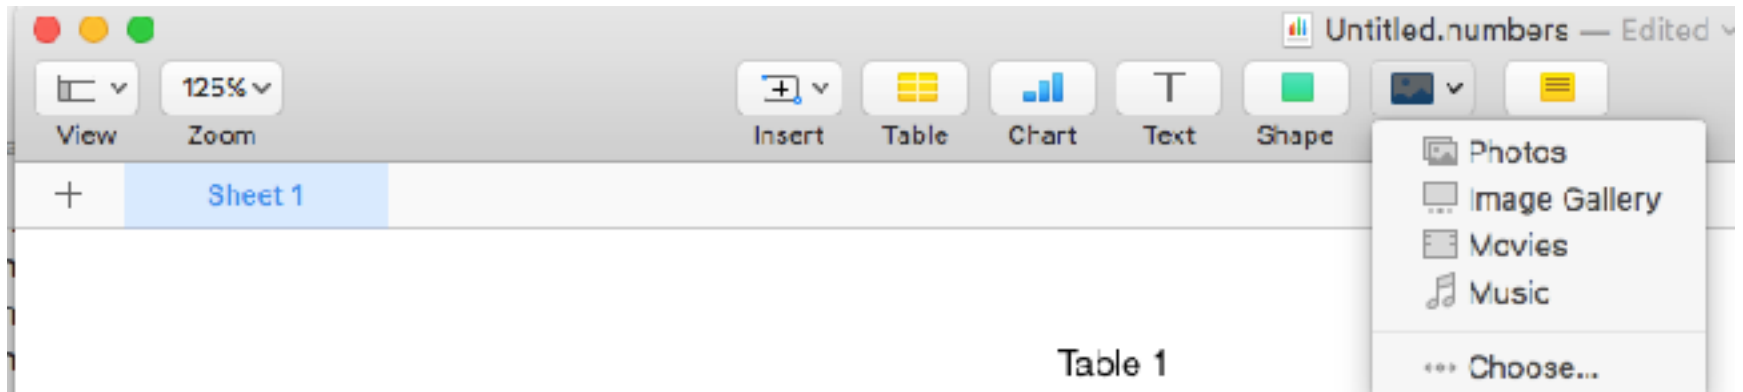 Untitled.numbers — Edited
125%
View Zoom Insert Table Chart Text Shape
Sheet 1
Photos
Image Gallery
Movies
Music
Table 1
Choose...